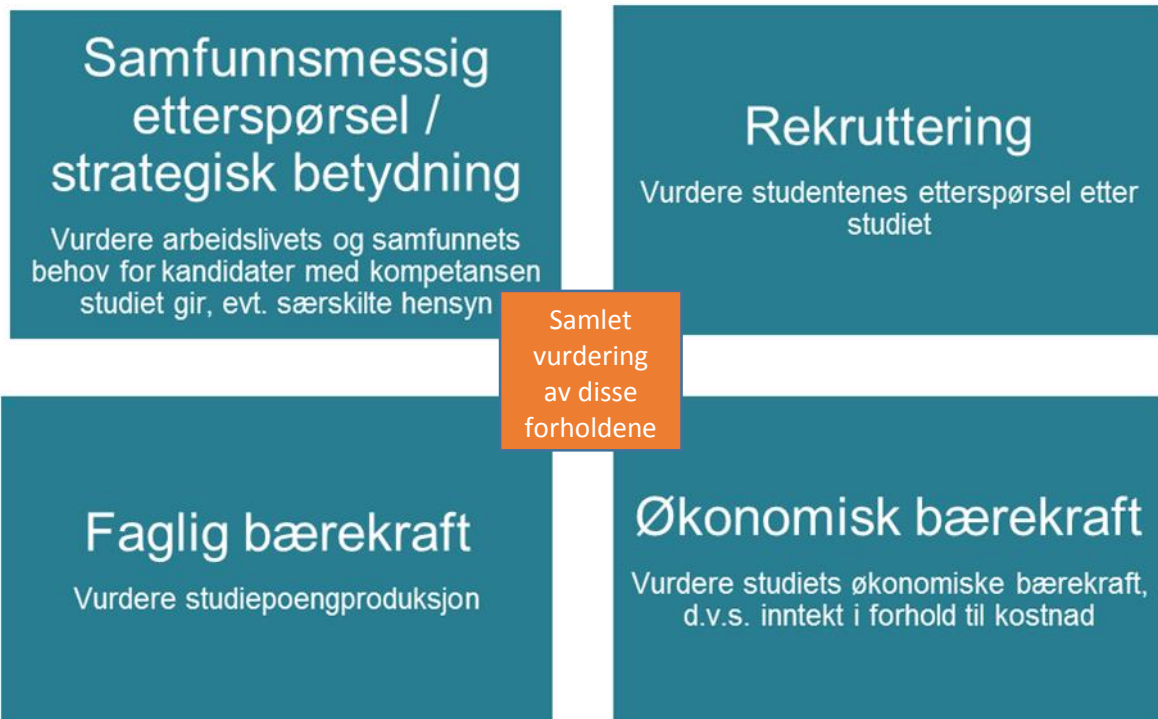 Samfunnsmessig
etterspørsel /
strategisk betydning
Vurdere arbeidslivets og samfunnets
behov for kandidater med kompetansen
studiet gir, evt. særskilte hensyn
Rekruttering
Vurdere studentenes etterspørsel etter
studiet
Samlet
vurdering
av disse
forholdene
Faglig bærekraft
Vurdere studiepoengproduksjon
Økonomisk bærekraft
Vurdere studiets økonomiske bærekraft,
d.v.s. inntekt i forhold til kostnad